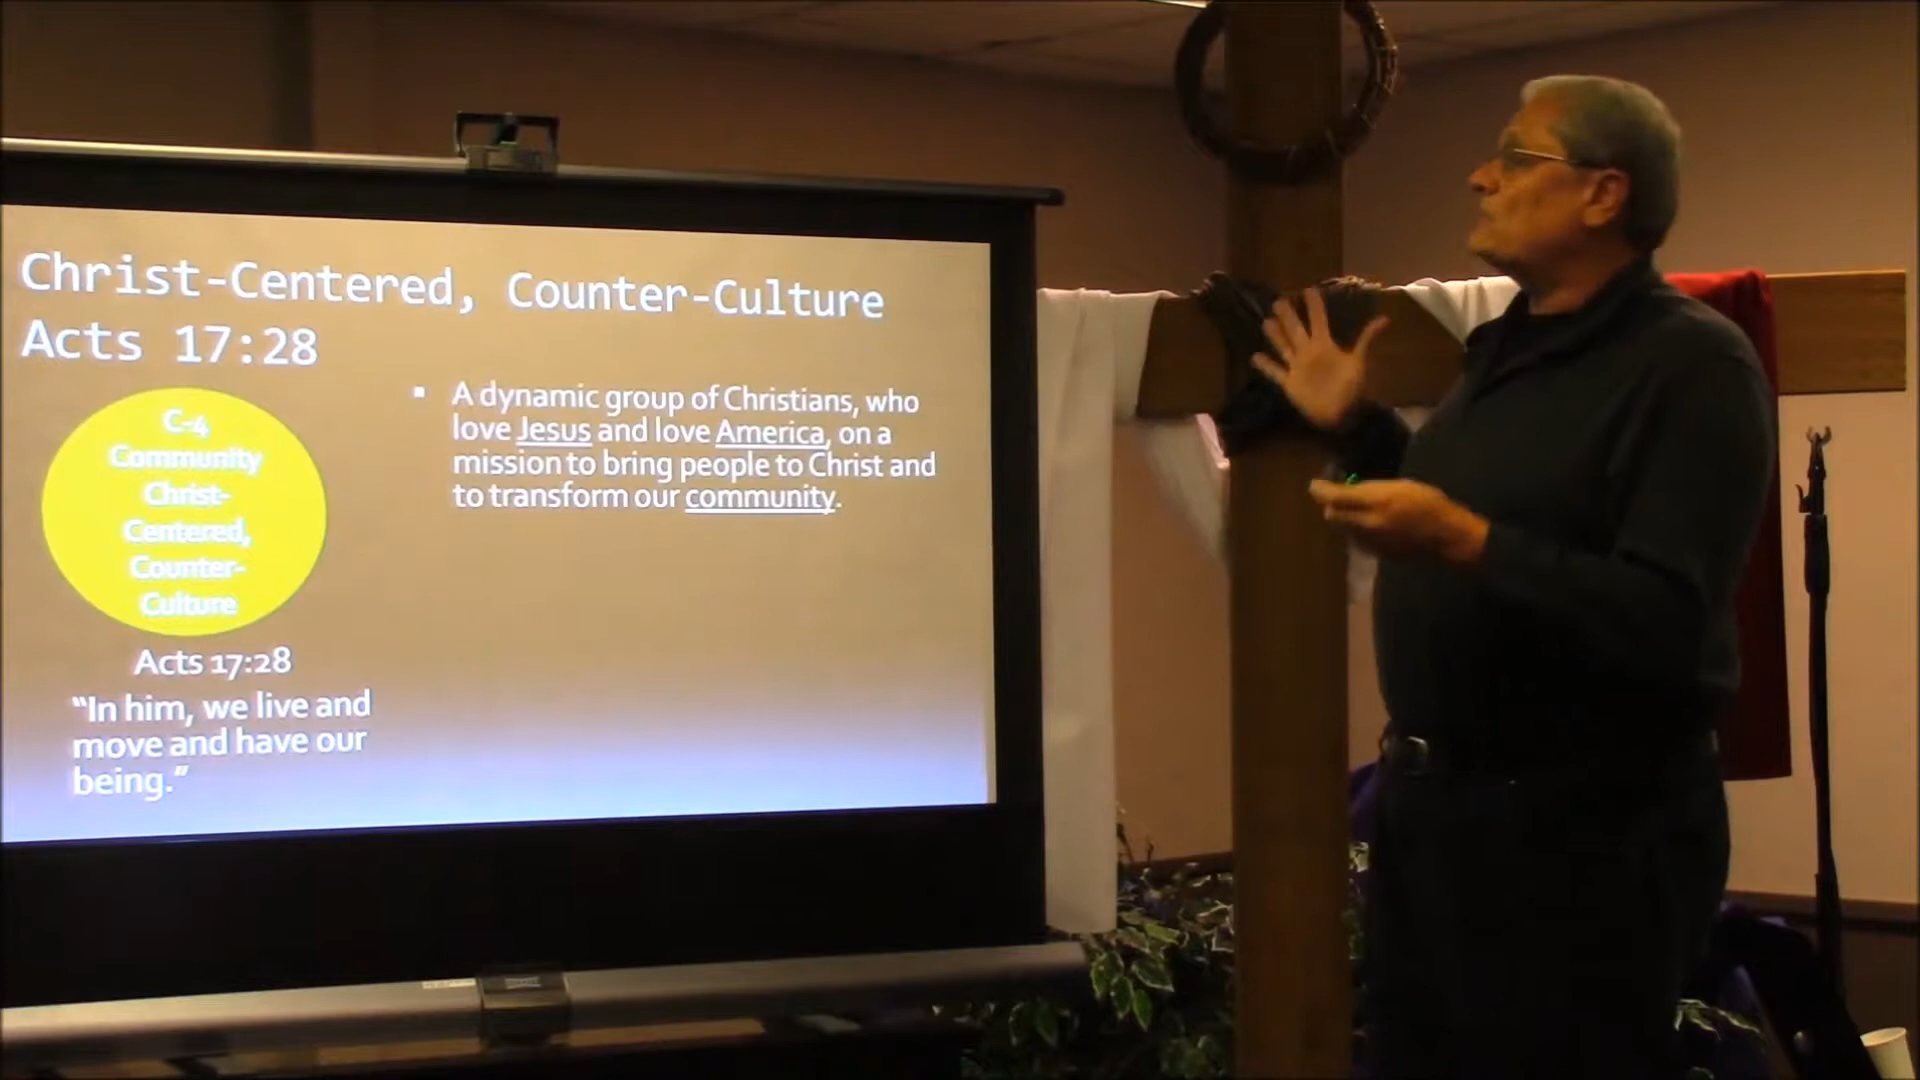 Christ-Centered, Counter-Culture
Acts 17:28
C-4
Community
Christ-
Centered,
Counter-
Culture
Acts 17:28
“In him, we live and
move and have our
being.”
▪ A dynamic group of Christians, who
love Jesus and love America, on a
mission to bring people to Christ and
to transform our community.